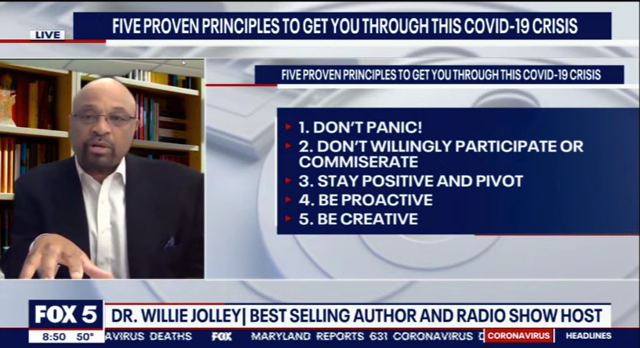 FIVE PROVEN PRINCIPLES TO GET YOU THROUGH THIS COVID-19 CRISIS
LIVE
FIVE PROVEN PRINCIPLES TO GET YOU THROUGH THIS COVID-19 CRISIS
1. DON'T PANIC!
2. DON'T WILLINGLY PARTICIPATE OR
COMMISERATE
3. STAY POSITIVE AND PIVOT
4. BE PROACTIVE
5. BE CREATIVE
FOX 5
DR. WILLIE JOLLEY| BEST SELLING AUTHOR AND RADIO SHOW HOST
8:50 50° AVIRUS DEATHS FOX MARYLAND REPORTS 631 CORONAVIRUS CORONAVIRUS HEADLINES